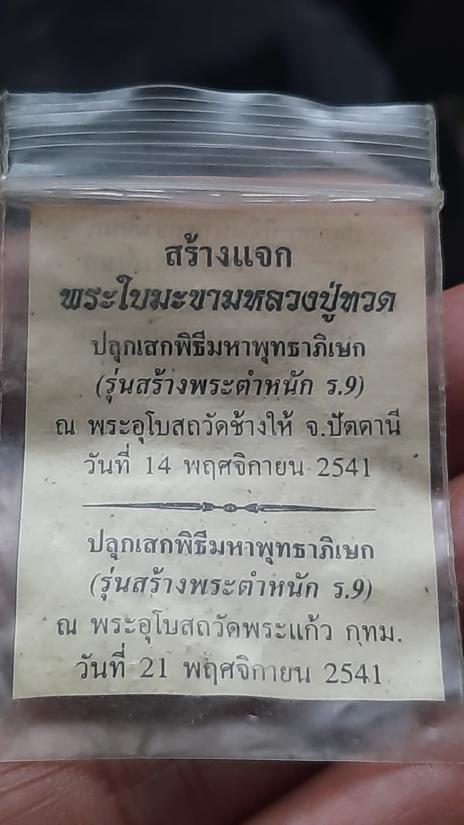 สร้างแจก
พระใบมะขามหลวงปู่ทวด
ปลุกเสกพิธีมหาพุทธาภิเษก
(รุ่นสร้างพระตำหนัก ร.9)
ณ พระอุโบสถวัดช้างให้ จ.ปัตตานี
วันที่ 14 พฤศจิกายน 2541
ปลุกเสกพิธีมหาพุทธาภิเษก
(รุ่นสร้างพระตำหนัก ร.9)
ณ พระอุโบสถวัดพระแก้ว กทม.
วันที่ 21 พฤศจิกายน 2541